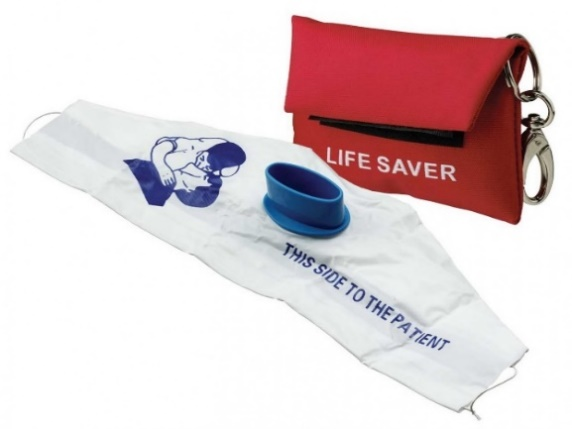 LIFE SAVER
THIS SIDE TO THE PATIENT